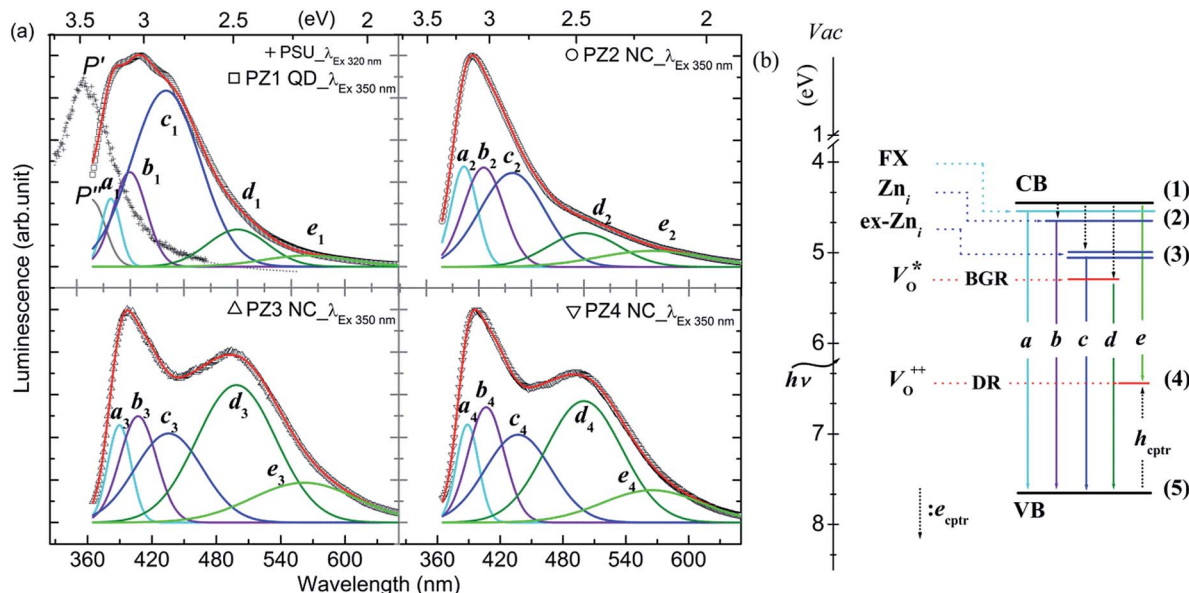 (a)
3.5 3 2.5 (eV) 2
3.5 3 2.5 2
+ PSU_λEx 320 nm
□ PZ1 QD_λEx 350 nm
P'
P''
a1
b1
c1
d1
e1
○ PZ2 NC_λEx 350 nm
a2
b2
c2
d2
e2
△ PZ3 NC_λEx 350 nm
a3
b3
c3
d3
e3
▽ PZ4 NC_λEx 350 nm
a4
b4
c4
d4
e4
Luminescence (arb.unit)
360 420 480 540 600
360 420 480 540 600
Wavelength (nm)
(b)
Vac
(eV)
1
4
5
6
hν
7
8
FX
Zni
ex-Zni
VO*
BGR
VO++
DR
CB
(1)
(2)
(3)
a b c d e
(4)
hcptr
(5)
VB
:ecptr